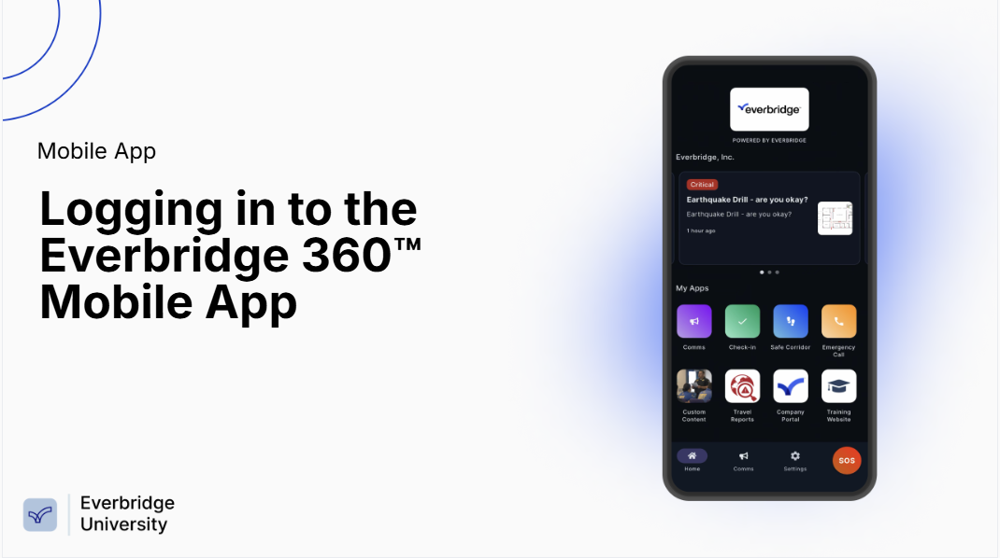 Mobile App
Logging in to the
Everbridge 360™
Mobile App
Everbridge
University
everbridge
POWERED BY EVERBRIDGE
Everbridge, Inc.
Critical
Earthquake Drill - are you okay?
Earthquake Drill - are you okay?
1 hour ago
My Apps
Comms
Check-in
Safe Corridor
Emergency
Call
Custom
Content
Travel
Reports
Company
Portal
Training
Website
Home
Comms
Settings
SOS